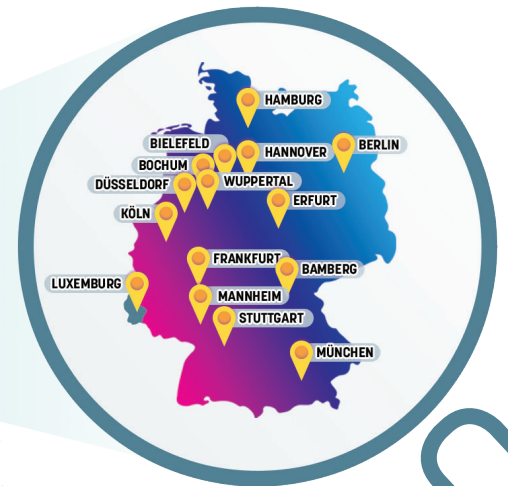 HAMBURG
BIELEFELD
HANNOVER
BERLIN
BOCHUM
DÜSSELDORF
WUPPERTAL
ERFURT
KÖLN
FRANKFURT
BAMBERG
LUXEMBURG
MANNHEIM
STUTTGART
MÜNCHEN